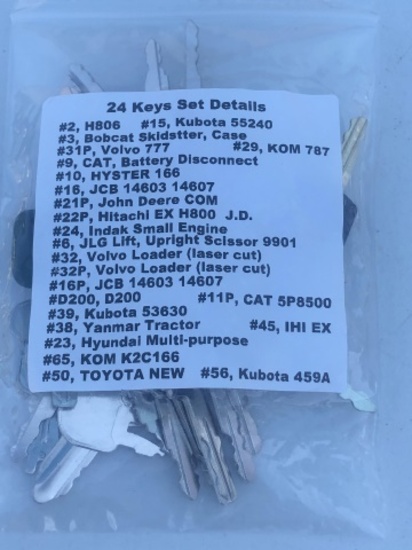 24 Keys Set Details
#2, H806 #15, Kubota 55240
#3, Bobcat Skidstter, Case
#31P, Volvo 777 #29, KOM 787
#9, CAT, Battery Disconnect
#10, HYSTER 166
#16, JCB 14603 14607
#21P, John Deere COM
#22P, Hitachi EX H800 J.D.
#24, Indak Small Engine
#6, JLG Lift, Upright Scissor 9901
#32, Volvo Loader (laser cut)
#32P, Volvo Loader (laser cut)
#16P, JCB 14603 14607
#D200, D200 #11P, CAT 5P8500
#39, Kubota 53630
#38, Yanmar Tractor #45, IHI EX
#23, Hyundai Multi-purpose
#65, KOM K2C166
#50, TOYOTA NEW #56, Kubota 459A